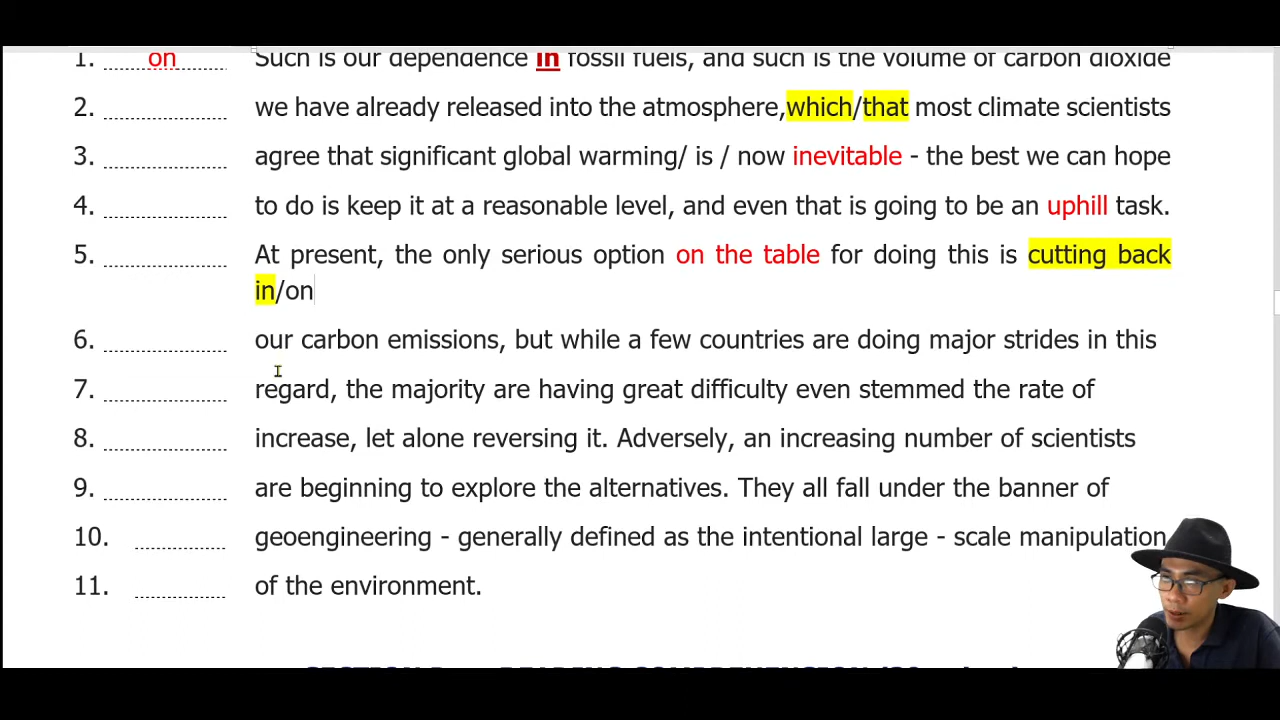 1. on Such is our dependence in fossil fuels, and such is the volume of carbon dioxide
2. we have already released into the atmosphere,which/that most climate scientists
3. agree that significant global warming/ is / now inevitable - the best we can hope
4. to do is keep it at a reasonable level, and even that is going to be an uphill task.
5. At present, the only serious option on the table for doing this is cutting back
in/on
6. our carbon emissions, but while a few countries are doing major strides in this
7. regard, the majority are having great difficulty even stemmed the rate of
8. increase, let alone reversing it. Adversely, an increasing number of scientists
9. are beginning to explore the alternatives. They all fall under the banner of
10. geoengineering - generally defined as the intentional large - scale manipulation
11. of the environment.